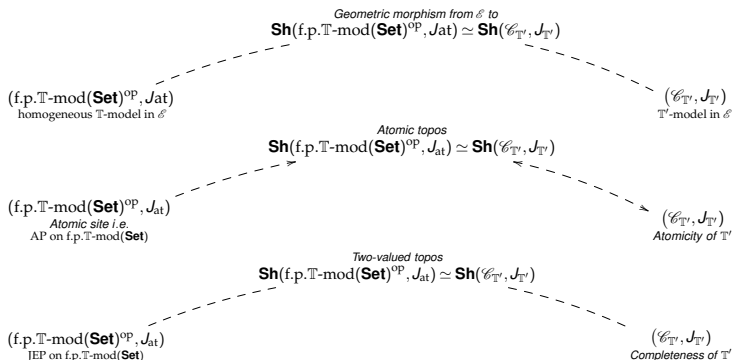 Geometric morphism from ℰ to
Sh(f.p.𝕋-mod(Set)^op, Jat) ≃ Sh(𝒞_𝕋′, J_𝕋′)
(f.p.𝕋-mod(Set)^op, Jat)
homogeneous 𝕋-model in ℰ
(𝒞_𝕋′, J_𝕋′)
𝕋′-model in ℰ
Atomic topos
Sh(f.p.𝕋-mod(Set)^op, J_at) ≃ Sh(𝒞_𝕋′, J_𝕋′)
(f.p.𝕋-mod(Set)^op, J_at)
Atomic site i.e.
AP on f.p.𝕋-mod(Set)
(𝒞_𝕋′, J_𝕋′)
Atomicity of 𝕋′
Two-valued topos
Sh(f.p.𝕋-mod(Set)^op, J_at) ≃ Sh(𝒞_𝕋′, J_𝕋′)
(f.p.𝕋-mod(Set)^op, J_at)
JEP on f.p.𝕋-mod(Set)
(𝒞_𝕋′, J_𝕋′)
Completeness of 𝕋′